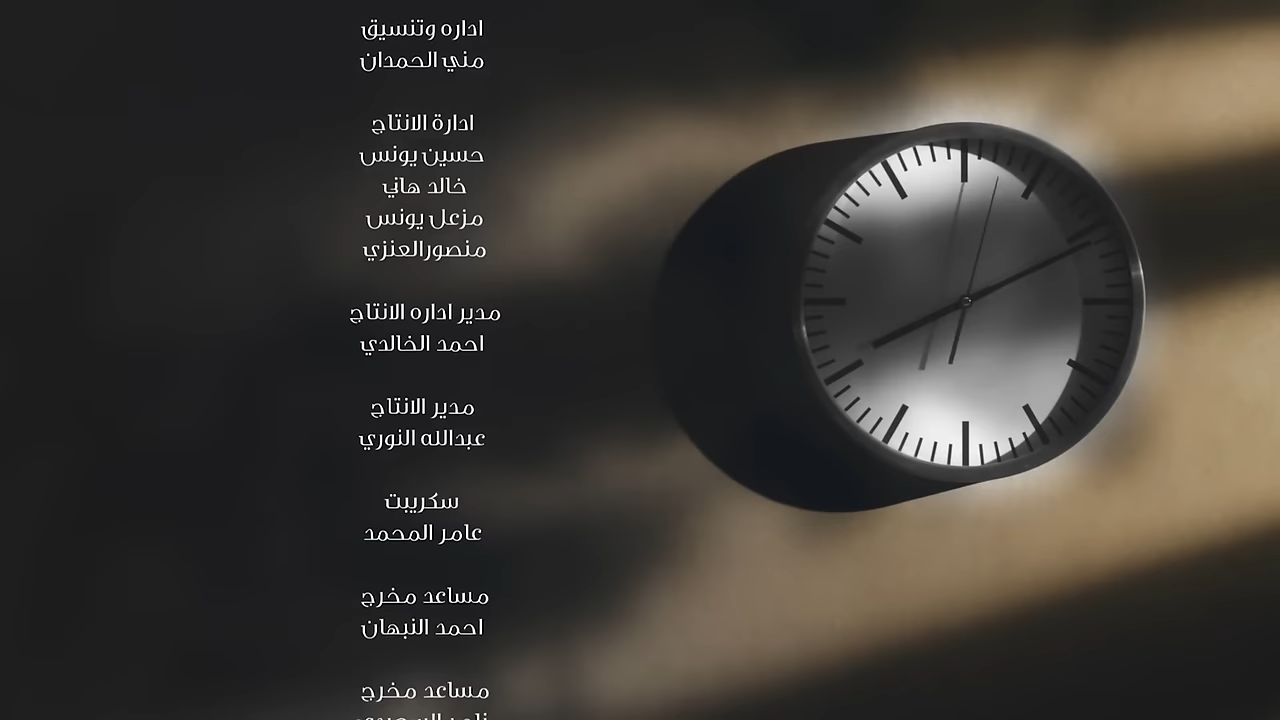 اداره وتنسيق
مني الحمدان
ادارة الانتاج
حسين يونس
خالد هاني
مزعل يونس
منصورالعنزي
مدير اداره الانتاج
احمد الخالدي
مدير الانتاج
عبدالله النوري
سكريبت
عامر المحمد
مساعد مخرج
احمد النبهان
مساعد مخرج